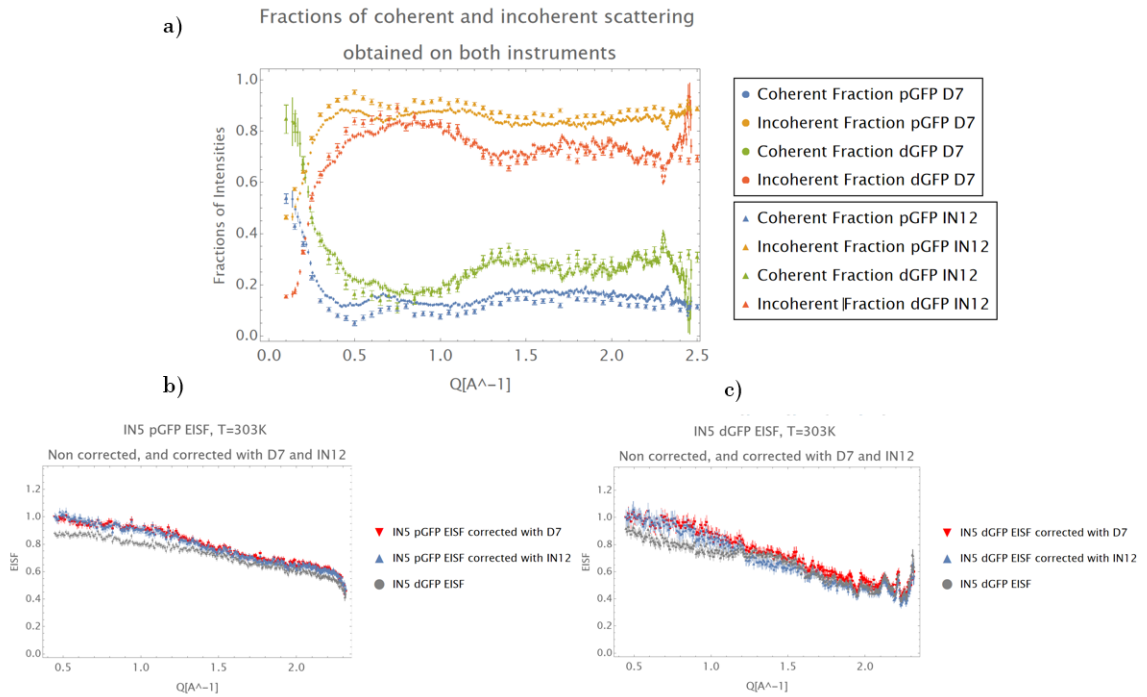 a)
Fractions of coherent and incoherent scattering
obtained on both instruments
1.0
0.8
0.6
0.4
0.2
0.0
Fractions of Intensities
0.0 0.5 1.0 1.5 2.0 2.5
Q[A^-1]
Coherent Fraction pGFP D7
Incoherent Fraction pGFP D7
Coherent Fraction dGFP D7
Incoherent Fraction dGFP D7
Coherent Fraction pGFP IN12
Incoherent Fraction pGFP IN12
Coherent Fraction dGFP IN12
Incoherent Fraction dGFP IN12
b)
IN5 pGFP EISF, T=303K
Non corrected, and corrected with D7 and IN12
1.2
1.0
0.8
0.6
0.4
0.2
0.0
EISF
0.5 1.0 1.5 2.0
Q[A^-1]
IN5 pGFP EISF corrected with D7
IN5 pGFP EISF corrected with IN12
IN5 dGFP EISF
c)
IN5 dGFP EISF, T=303K
Non corrected, and corrected with D7 and IN12
1.2
1.0
0.8
0.6
0.4
0.2
0.0
EISF
0.5 1.0 1.5 2.0
Q[A^-1]
IN5 dGFP EISF corrected with D7
IN5 dGFP EISF corrected with IN12
IN5 dGFP EISF